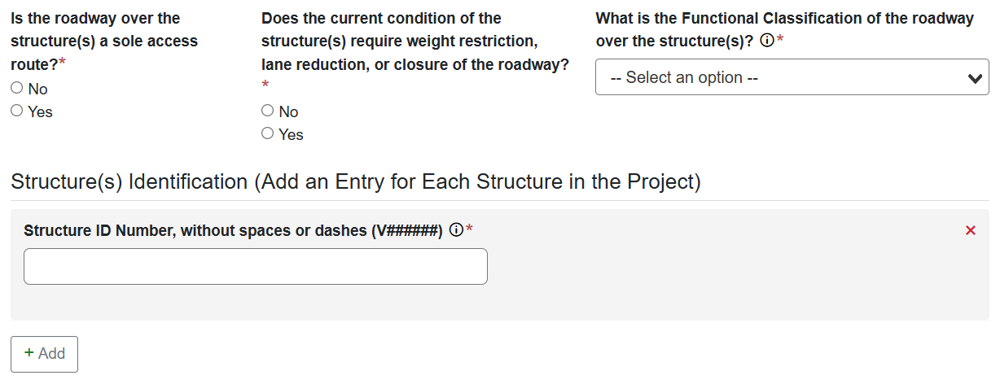 Is the roadway over the
structure(s) a sole access
route?*
No
Yes
Does the current condition of the
structure(s) require weight restriction,
lane reduction, or closure of the roadway?
*
No
Yes
What is the Functional Classification of the roadway
over the structure(s)? ⓘ*
-- Select an option --
Structure(s) Identification (Add an Entry for Each Structure in the Project)
Structure ID Number, without spaces or dashes (V######) ⓘ*
+ Add